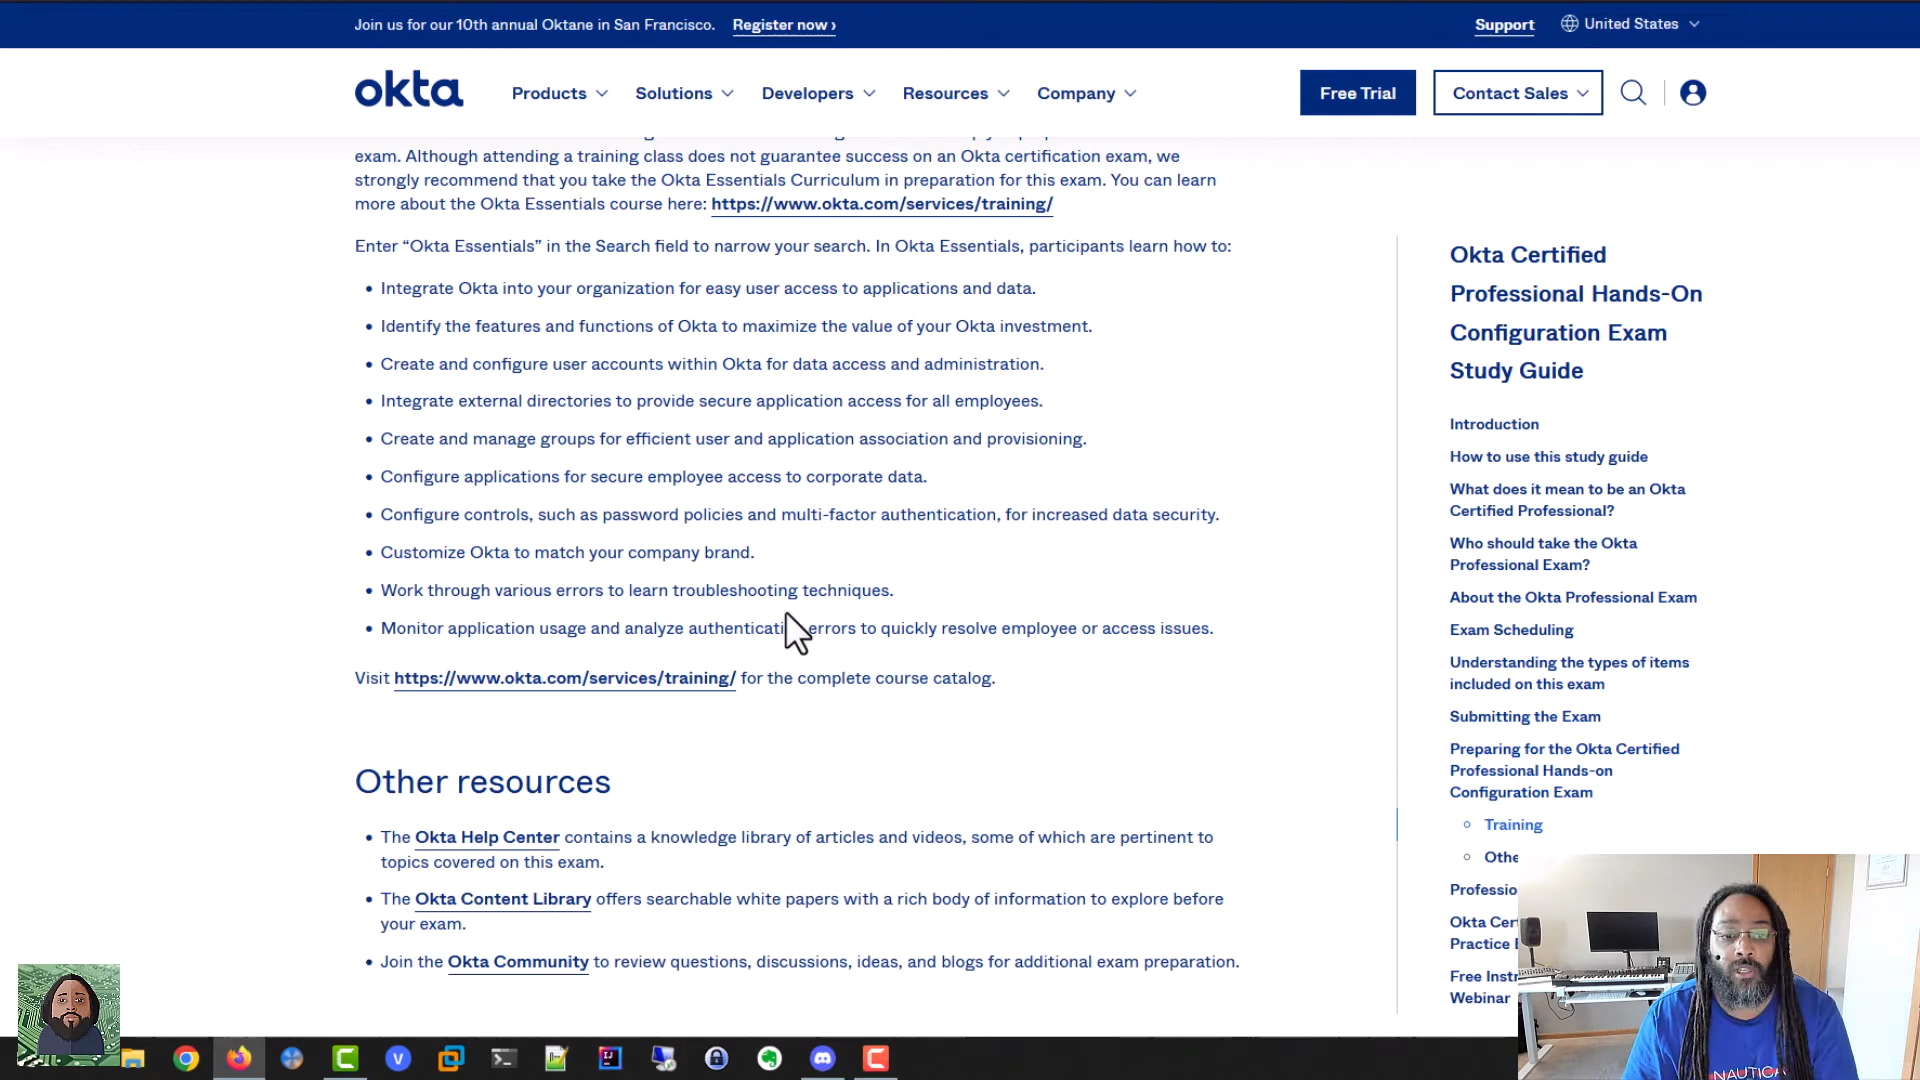 Join us for our 10th annual Oktane in San Francisco. Register now ›
Support
United States
okta
Products
Solutions
Developers
Resources
Company
Free Trial
Contact Sales
exam. Although attending a training class does not guarantee success on an Okta certification exam, we
strongly recommend that you take the Okta Essentials Curriculum in preparation for this exam. You can learn
more about the Okta Essentials course here: https://www.okta.com/services/training/
Enter “Okta Essentials” in the Search field to narrow your search. In Okta Essentials, participants learn how to:
• Integrate Okta into your organization for easy user access to applications and data.
• Identify the features and functions of Okta to maximize the value of your Okta investment.
• Create and configure user accounts within Okta for data access and administration.
• Integrate external directories to provide secure application access for all employees.
• Create and manage groups for efficient user and application association and provisioning.
• Configure applications for secure employee access to corporate data.
• Configure controls, such as password policies and multi-factor authentication, for increased data security.
• Customize Okta to match your company brand.
• Work through various errors to learn troubleshooting techniques.
• Monitor application usage and analyze authenticati errors to quickly resolve employee or access issues.
Visit https://www.okta.com/services/training/ for the complete course catalog.
Other resources
• The Okta Help Center contains a knowledge library of articles and videos, some of which are pertinent to
topics covered on this exam.
• The Okta Content Library offers searchable white papers with a rich body of information to explore before
your exam.
• Join the Okta Community to review questions, discussions, ideas, and blogs for additional exam preparation.
Okta Certified
Professional Hands-On
Configuration Exam
Study Guide
Introduction
How to use this study guide
What does it mean to be an Okta
Certified Professional?
Who should take the Okta
Professional Exam?
About the Okta Professional Exam
Exam Scheduling
Understanding the types of items
included on this exam
Submitting the Exam
Preparing for the Okta Certified
Professional Hands-on
Configuration Exam
Training
Othe
Professio
Okta Cer
Practice
Free Inst
Webinar
NAUTICA